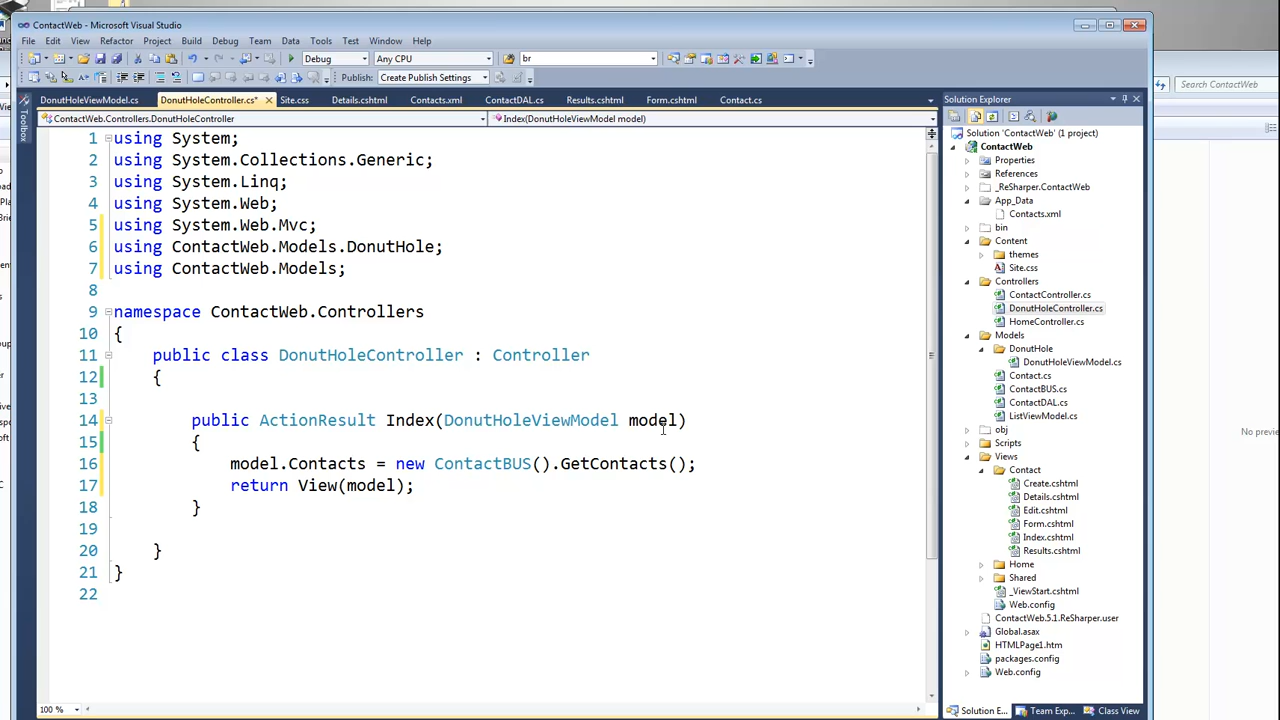 ContactWeb - Microsoft Visual Studio
File Edit View Refactor Project Build Debug Team Data Tools Test Window Help
Debug Any CPU br
Publish: Create Publish Settings
DonutHoleViewModel.cs DonutHoleController.cs* Site.css Details.cshtml Contacts.xml ContactDAL.cs Results.cshtml Form.cshtml Contact.cs
ContactWeb.Controllers.DonutHoleController Index(DonutHoleViewModel model)
Toolbox
1 using System;
2 using System.Collections.Generic;
3 using System.Linq;
4 using System.Web;
5 using System.Web.Mvc;
6 using ContactWeb.Models.DonutHole;
7 using ContactWeb.Models;
8
9 namespace ContactWeb.Controllers
10 {
11 public class DonutHoleController : Controller
12 {
13
14 public ActionResult Index(DonutHoleViewModel model)
15 {
16 model.Contacts = new ContactBUS().GetContacts();
17 return View(model);
18 }
19
20 }
21 }
22
100 %
Solution Explorer
Solution 'ContactWeb' (1 project)
ContactWeb
Properties
References
_ReSharper.ContactWeb
App_Data
Contacts.xml
bin
Content
themes
Site.css
Controllers
ContactController.cs
DonutHoleController.cs
HomeController.cs
Models
DonutHole
DonutHoleViewModel.cs
Contact.cs
ContactBUS.cs
ContactDAL.cs
ListViewModel.cs
obj
Scripts
Views
Contact
Create.cshtml
Details.cshtml
Edit.cshtml
Form.cshtml
Index.cshtml
Results.cshtml
Home
Shared
_ViewStart.cshtml
Web.config
ContactWeb.5.1.ReSharper.user
Global.asax
HTMLPage1.htm
packages.config
Web.config
Solution E... Team Exp... Class View
Search ContactWeb
No preview